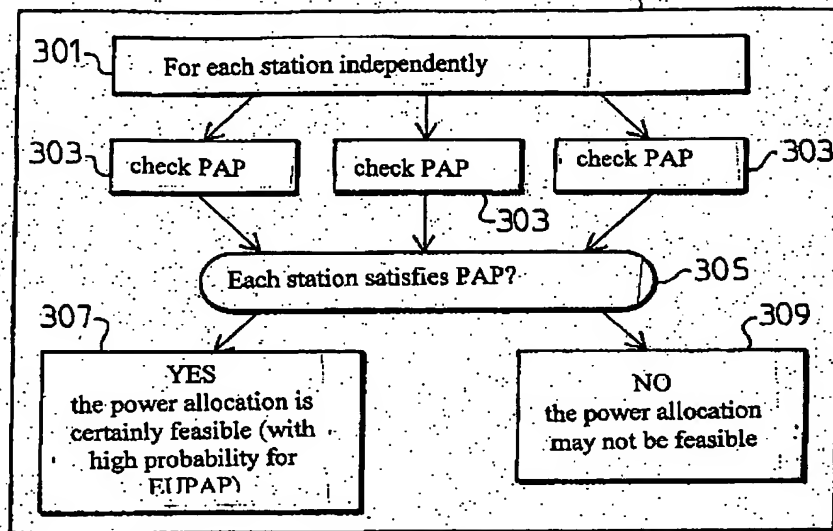 301
For each station independently
303
check PAP
check PAP
check PAP
303
303
Each station satisfies PAP?
305
307
309
YES
the power allocation is
certainly feasible (with
high probability for
EUPAP)
NO
the power allocation
may not be feasible